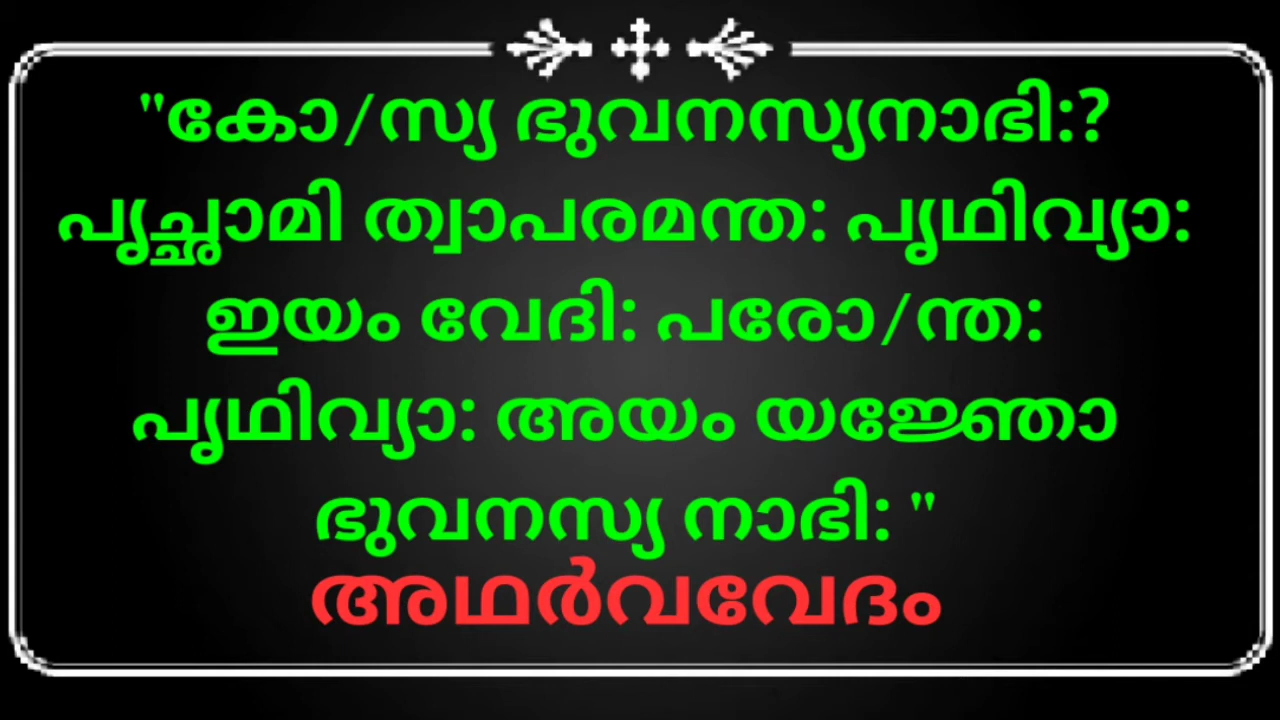 "കോ/സ്യ ഭുവനസ്യനാഭി:?
പൃച്ഛാമി ത്വാപരമന്ത: പൃഥിവ്യാ:
ഇയം വേദി: പരോ/ന്ത:
പൃഥിവ്യാ: അയം യജ്ഞോ
ഭുവനസ്യ നാഭി: "
അഥർവവേദം